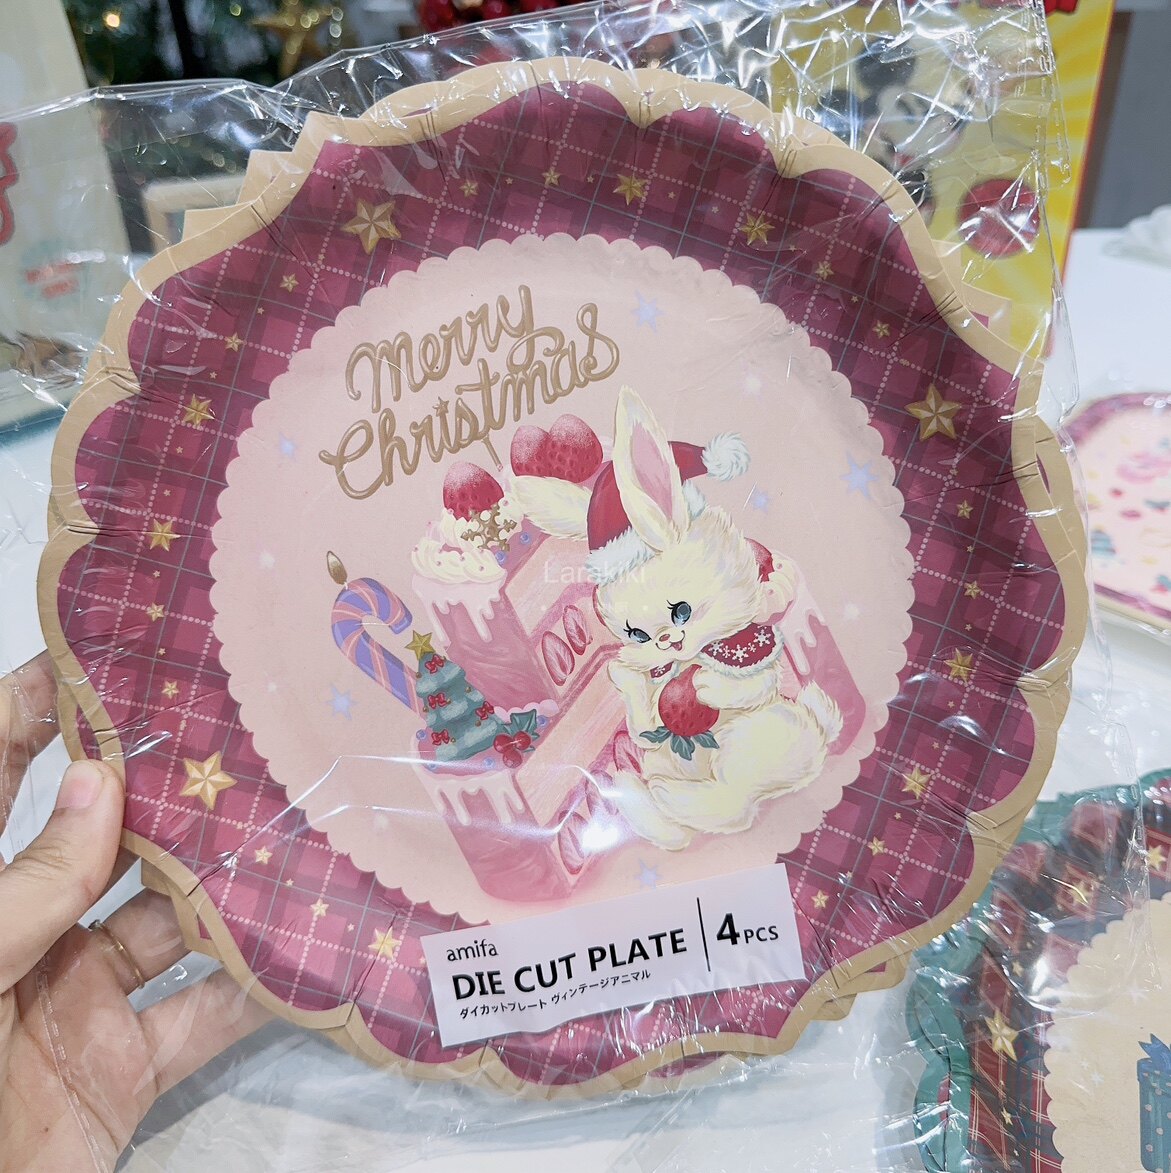 Merry
Christmas
Larakiki
amifa
DIE CUT PLATE 4PCS
ダイカットプレート ヴィンテージアニマル